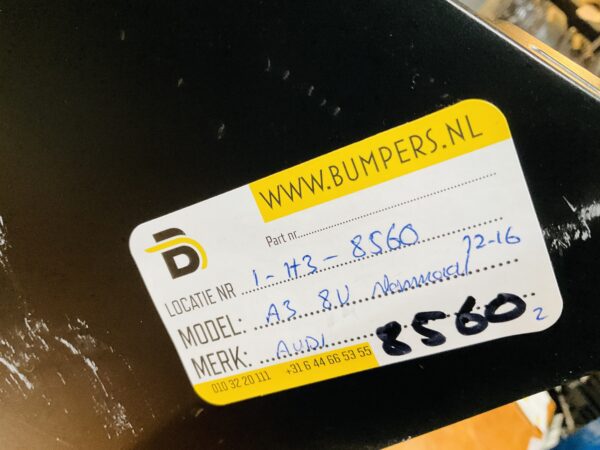 WWW.BUMPERS.NL
Part nr
LOCATIE NR 1-H3-8560
MODEL: A3 8V Normaal 12-16
MERK: AUDI
8560 2
010 32 20 111 +31 6 44 66 53 55